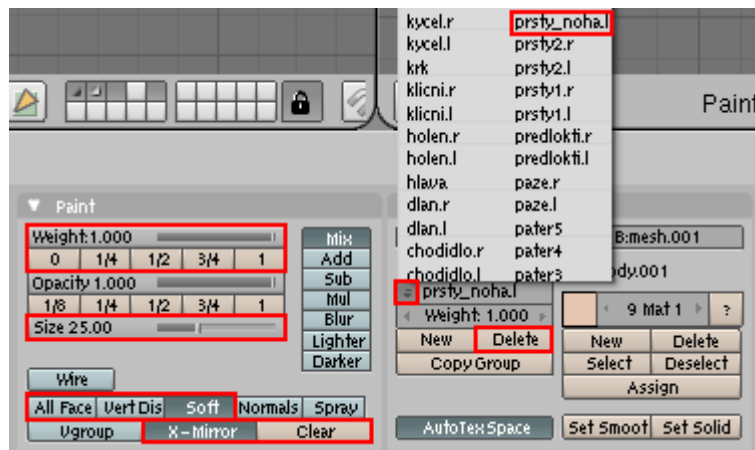 kycel.r prsty_noha.l
kycel.l prsty2.r
krk prsty2.l
klicni.r prsty1.r
klicni.l prsty1.l
holen.r predlokti.r
holen.l predlokti.l
hlava paze.r
dlan.r paze.l
dlan.l pater5
chodidlo.r pater4
chodidlo.l pater3
Pain
Paint
Weight:1.000
0 1/4 1/2 3/4 1
Opacity 1.000
1/8 1/4 1/2 3/4 1
Size 25.00
Mix
Add
Sub
Mul
Blur
Lighter
Darker
Wire
All Face Vert Dis Soft Normals Spray
Vgroup X-Mirror Clear
prsty_noha.l
Weight: 1.000
New Delete
Copy Group
AutoTexSpace
B:mesh.001
dy.001
9 Mat 1 ?
New Delete
Select Deselect
Assign
Set Smoot Set Solid